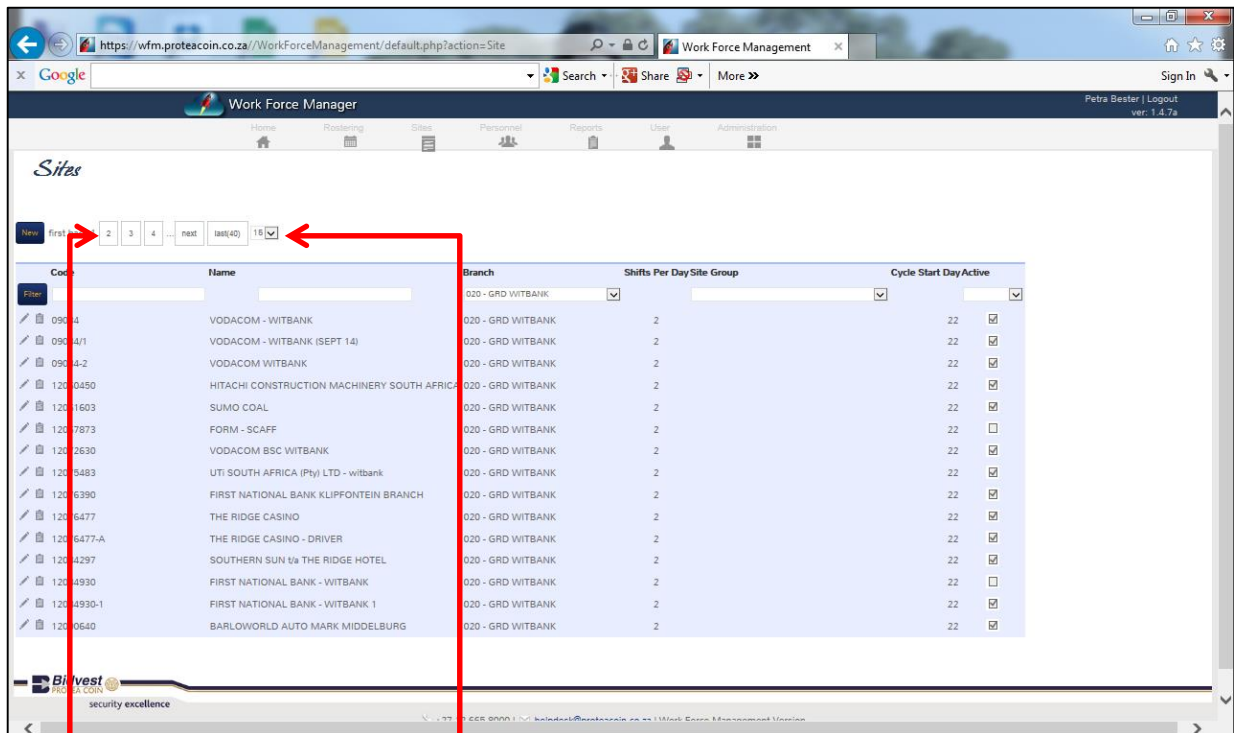 https://wfm.proteacoin.co.za//WorkForceManagement/default.php?action=Site
Work Force Management
Google
Search
Share
More »
Sign In
Work Force Manager
Petra Bester | Logout
ver: 1.4.7a
Home Rostering Sites Personnel Reports User Administration
Sites
New first 2 3 4 ... next last(40) 15
Code Name Branch Shifts Per Day Site Group Cycle Start Day Active
Filter 020 - GRD WITBANK
VODACOM - WITBANK 020 - GRD WITBANK 2 22
VODACOM - WITBANK (SEPT 14) 020 - GRD WITBANK 2 22
VODACOM WITBANK 020 - GRD WITBANK 2 22
HITACHI CONSTRUCTION MACHINERY SOUTH AFRICA 020 - GRD WITBANK 2 22
SUMO COAL 020 - GRD WITBANK 2 22
FORM - SCAFF 020 - GRD WITBANK 2 22
VODACOM BSC WITBANK 020 - GRD WITBANK 2 22
UTi SOUTH AFRICA (Pty) LTD - witbank 020 - GRD WITBANK 2 22
FIRST NATIONAL BANK KLIPFONTEIN BRANCH 020 - GRD WITBANK 2 22
THE RIDGE CASINO 020 - GRD WITBANK 2 22
THE RIDGE CASINO - DRIVER 020 - GRD WITBANK 2 22
SOUTHERN SUN t/a THE RIDGE HOTEL 020 - GRD WITBANK 2 22
FIRST NATIONAL BANK - WITBANK 020 - GRD WITBANK 2 22
FIRST NATIONAL BANK - WITBANK 1 020 - GRD WITBANK 2 22
BARLOWORLD AUTO MARK MIDDELBURG 020 - GRD WITBANK 2 22
Bidvest
PROTEA COIN
security excellence
helpdesk@proteacoin.co.za | Work Force Management Version